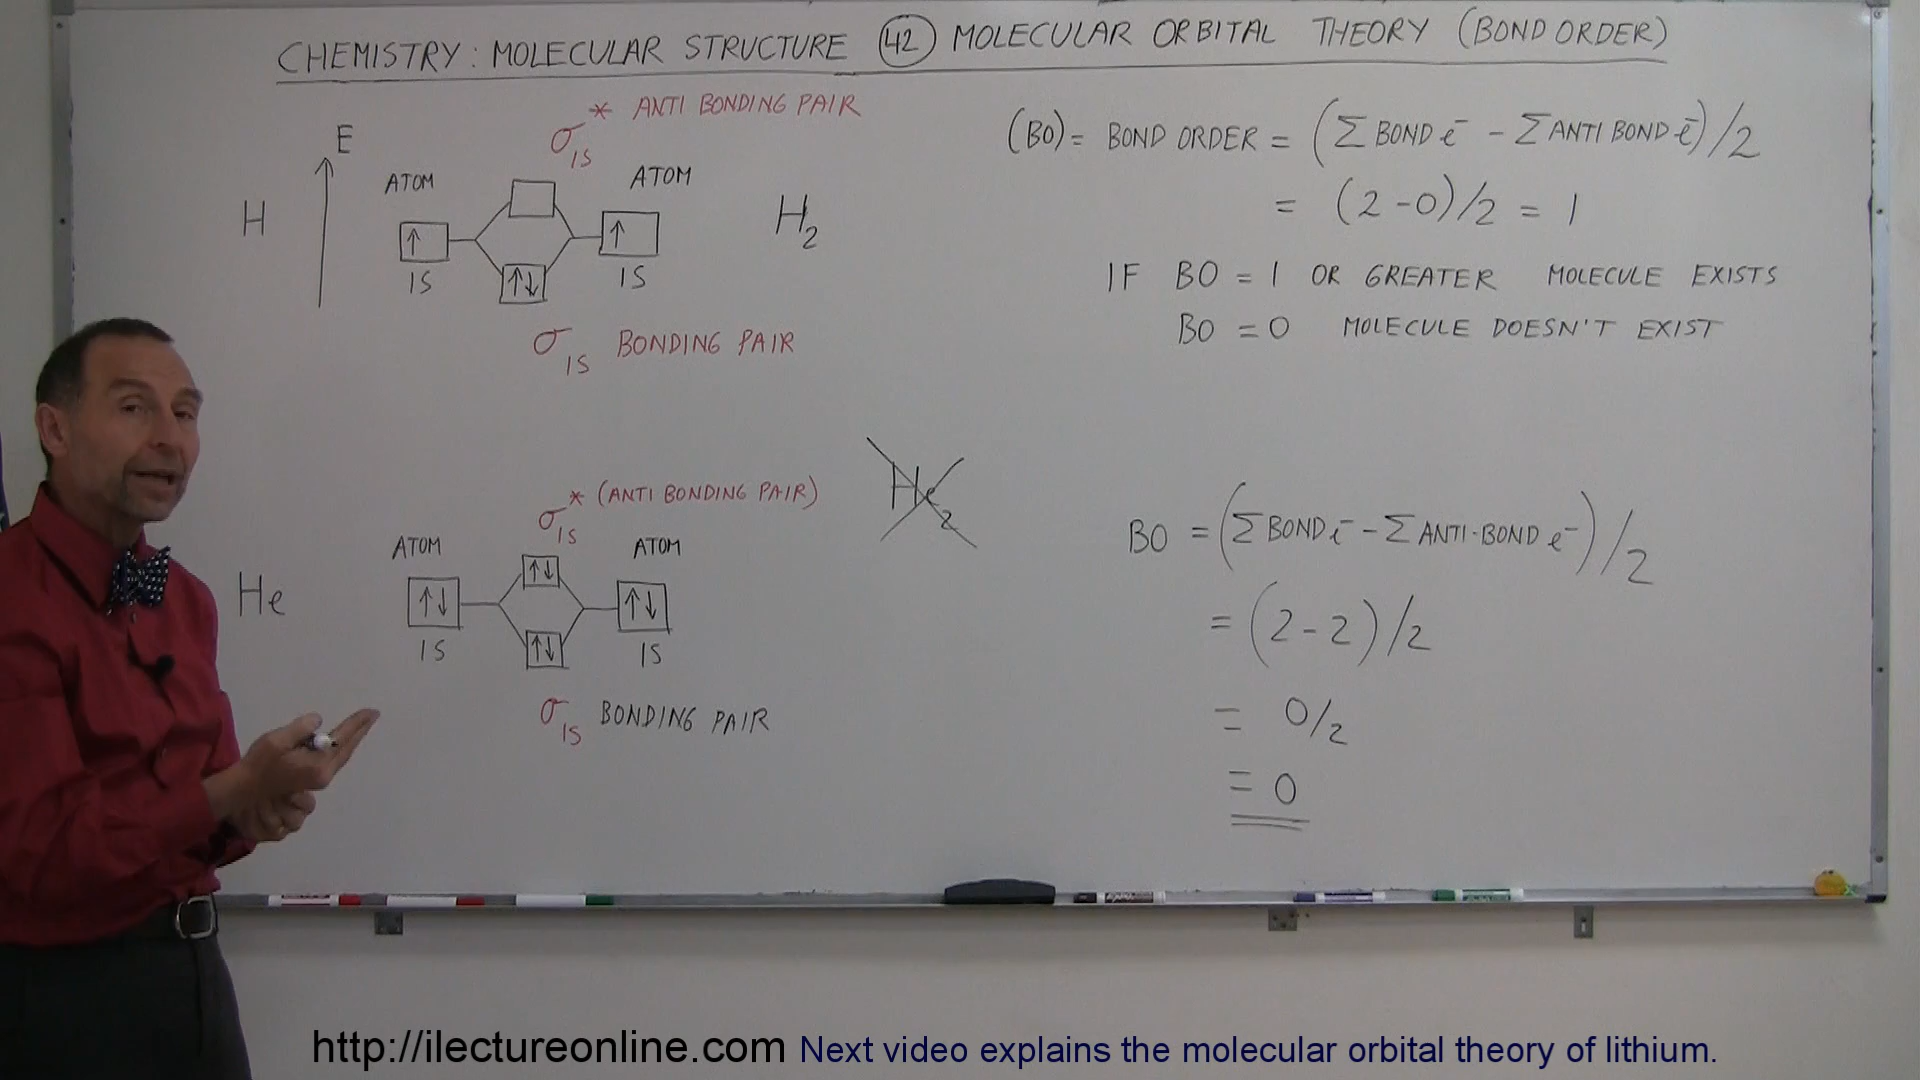 CHEMISTRY: MOLECULAR STRUCTURE 42 MOLECULAR ORBITAL THEORY (BOND ORDER)
σ1S* ANTI BONDING PAIR
E
ATOM ATOM
H
↑ ↑
H2
1S ↑↓ 1S
σ1S BONDING PAIR
(BO) = BOND ORDER = (Σ BOND e⁻ - Σ ANTI BOND e⁻)/2
= (2-0)/2 = 1
IF BO = 1 OR GREATER MOLECULE EXISTS
BO = 0 MOLECULE DOESN'T EXIST
σ1S* (ANTI BONDING PAIR)
He2
ATOM ATOM
↑↓
He
↑↓ ↑↓
1S ↑↓ 1S
σ1S BONDING PAIR
BO = (Σ BOND e⁻ - Σ ANTI-BOND e⁻)/2
= (2-2)/2
= 0/2
= 0
EXPO
http://ilectureonline.com Next video explains the molecular orbital theory of lithium.